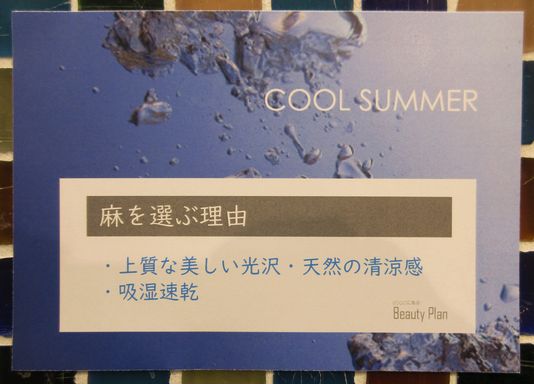 COOL SUMMER
麻を選ぶ理由
・上質な美しい光沢・天然の清涼感
・吸湿速乾
Beauty Plan